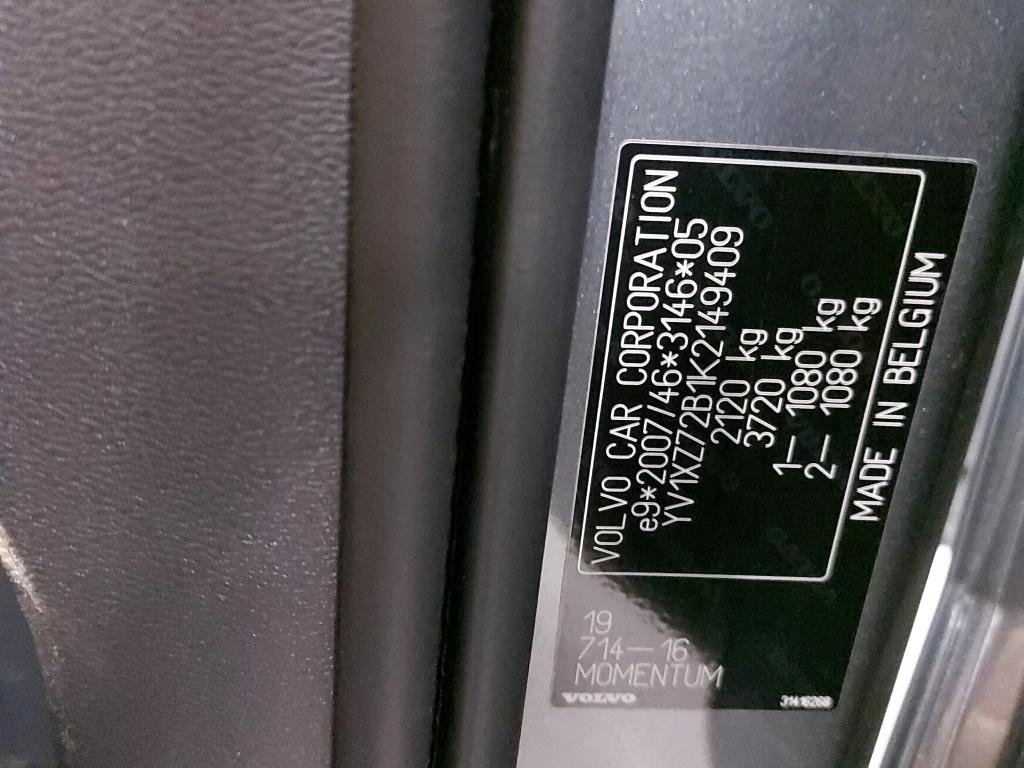 VOLVO CAR CORPORATION
e9*2007/46*3146*05
YV1XZ72B1K2149409
2120 kg
3720 kg
1— 1080 kg
2— 1080 kg
MADE IN BELGIUM
19
714—16
MOMENTUM
VOLVO
31416268